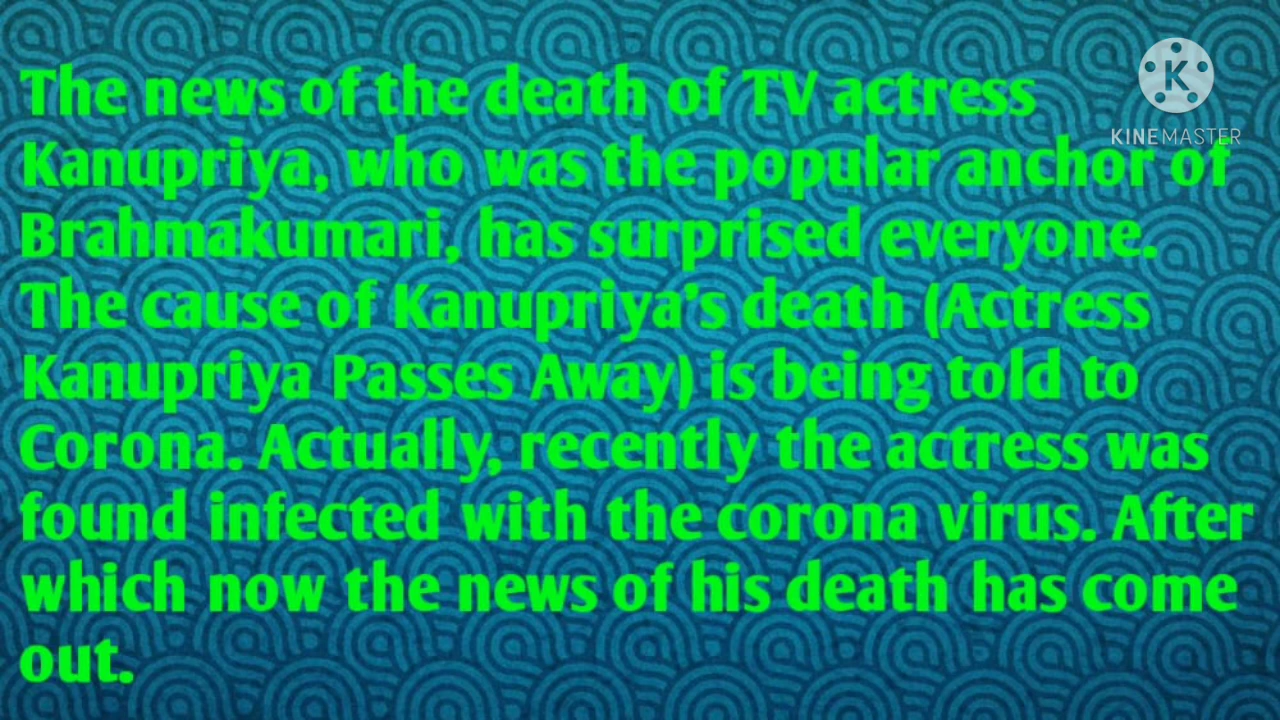 The news of the death of TV actress
Kanupriya, who was the popular anchor of
Brahmakumari, has surprised everyone.
The cause of Kanupriya's death (Actress
Kanupriya Passes Away) is being told to
Corona. Actually, recently the actress was
found infected with the corona virus. After
which now the news of his death has come
out.
K
KINEMASTER